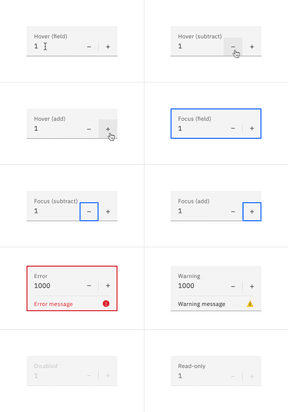 Hover (field)
1 − +
Hover (subtract)
1 − +
Hover (add)
1 − +
Focus (field)
1 − +
Focus (subtract)
1 − +
Focus (add)
1 − +
Error
1000 − +
Error message
Warning
1000 − +
Warning message
Disabled
1 − +
Read-only
1 − +